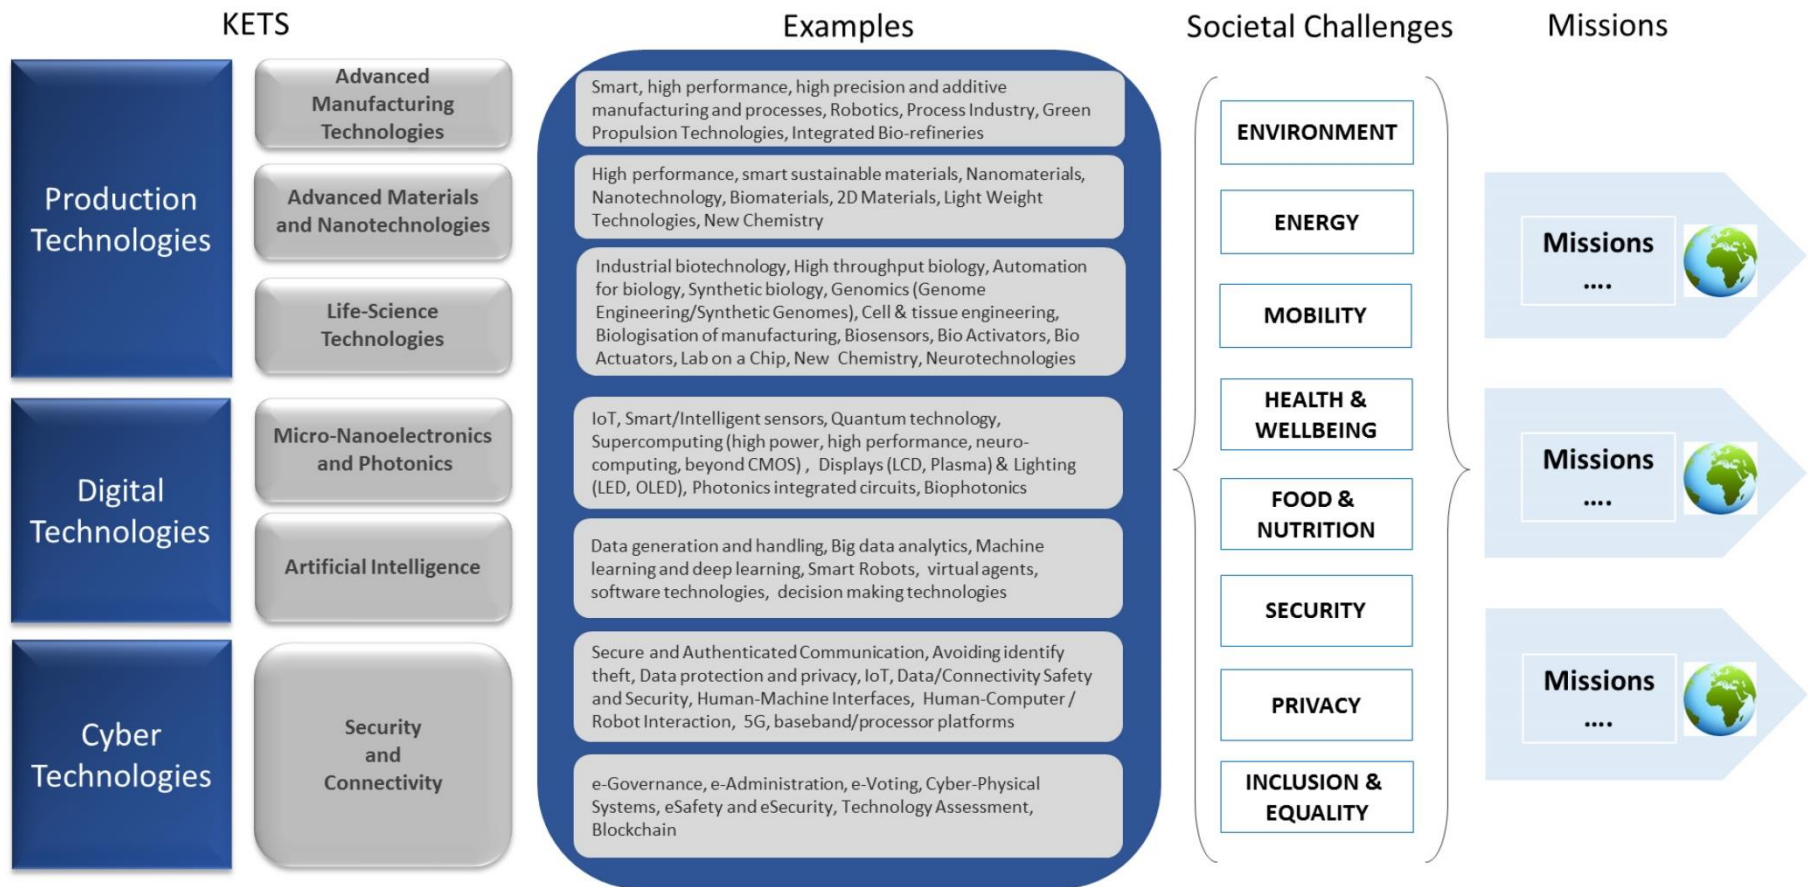 KETS
Examples
Societal Challenges
Missions
Production
Technologies
Advanced
Manufacturing
Technologies
Smart, high performance, high precision and additive
manufacturing and processes, Robotics, Process Industry, Green
Propulsion Technologies, Integrated Bio-refineries
Advanced Materials
and Nanotechnologies
High performance, smart sustainable materials, Nanomaterials,
Nanotechnology, Biomaterials, 2D Materials, Light Weight
Technologies, New Chemistry
Life-Science
Technologies
Industrial biotechnology, High throughput biology, Automation
for biology, Synthetic biology, Genomics (Genome
Engineering/Synthetic Genomes), Cell & tissue engineering,
Biologisation of manufacturing, Biosensors, Bio Activators, Bio
Actuators, Lab on a Chip, New Chemistry, Neurotechnologies
Digital
Technologies
Micro-Nanoelectronics
and Photonics
IoT, Smart/Intelligent sensors, Quantum technology,
Supercomputing (high power, high performance, neuro-
computing, beyond CMOS) , Displays (LCD, Plasma) & Lighting
(LED, OLED), Photonics integrated circuits, Biophotonics
Artificial Intelligence
Data generation and handling, Big data analytics, Machine
learning and deep learning, Smart Robots, virtual agents,
software technologies, decision making technologies
Cyber
Technologies
Security
and
Connectivity
Secure and Authenticated Communication, Avoiding identify
theft, Data protection and privacy, IoT, Data/Connectivity Safety
and Security, Human-Machine Interfaces, Human-Computer /
Robot Interaction, 5G, baseband/processor platforms
e-Governance, e-Administration, e-Voting, Cyber-Physical
Systems, eSafety and eSecurity, Technology Assessment,
Blockchain
ENVIRONMENT
ENERGY
MOBILITY
HEALTH &
WELLBEING
FOOD &
NUTRITION
SECURITY
PRIVACY
INCLUSION &
EQUALITY
Missions
....
Missions
....
Missions
....